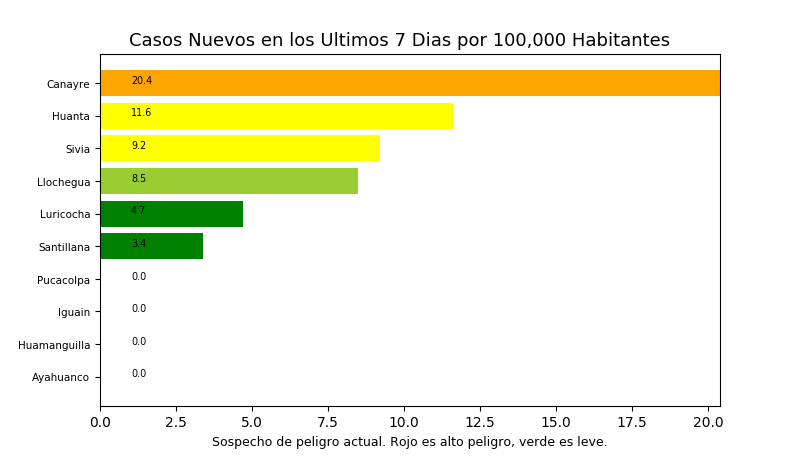 Casos Nuevos en los Ultimos 7 Dias por 100,000 Habitantes
Canayre 20.4
Huanta 11.6
Sivia 9.2
Llochegua 8.5
Luricocha 4.7
Santillana 3.4
Pucacolpa 0.0
Iguain 0.0
Huamanguilla 0.0
Ayahuanco 0.0
0.0 2.5 5.0 7.5 10.0 12.5 15.0 17.5 20.0
Sospecho de peligro actual. Rojo es alto peligro, verde es leve.